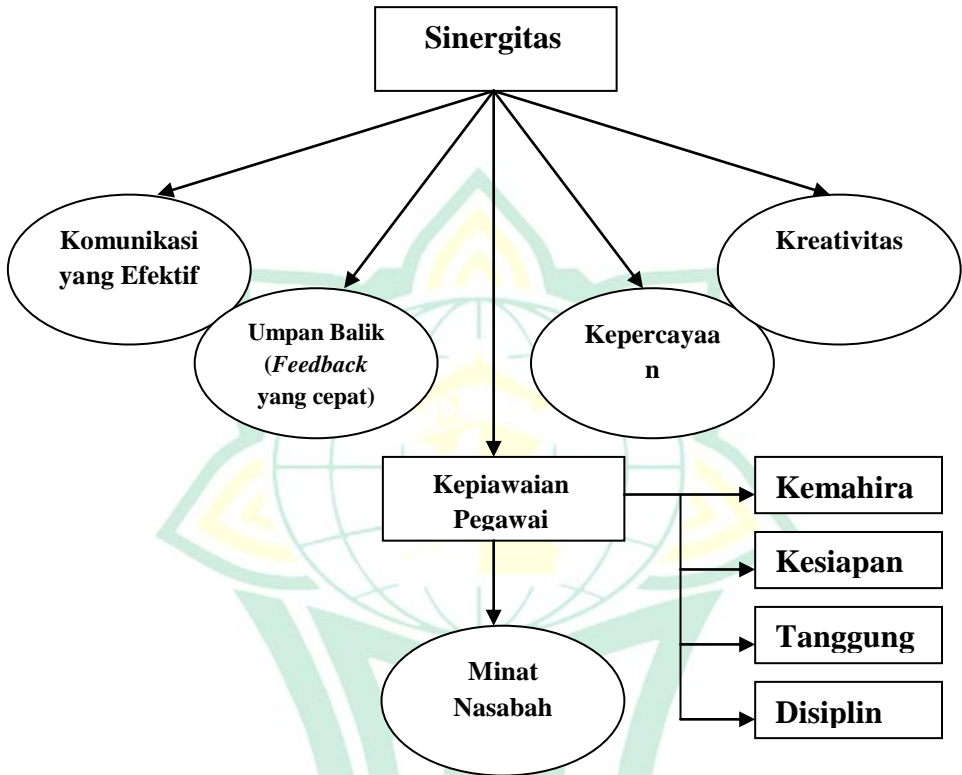 Sinergitas
Komunikasi
yang Efektif
Kreativitas
Umpan Balik
(Feedback
yang cepat)
Kepercayaa
n
Kepiawaian
Pegawai
Kemahira
Kesiapan
Tanggung
Disiplin
Minat
Nasabah